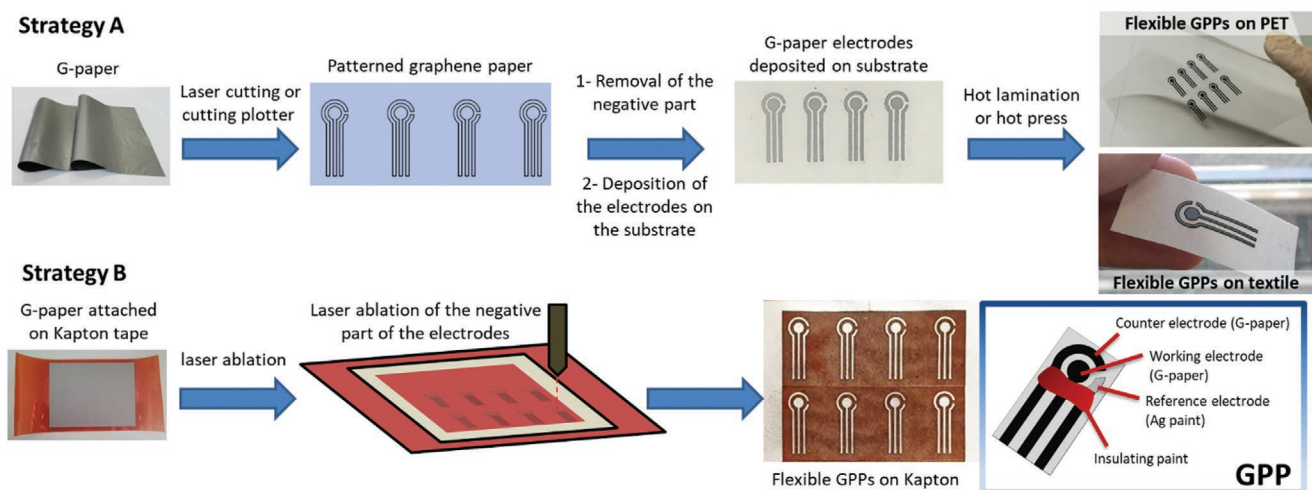 Strategy A
G-paper
Laser cutting or
cutting plotter
Patterned graphene paper
1- Removal of the
negative part
2- Deposition of
the electrodes on
the substrate
G-paper electrodes
deposited on substrate
Hot lamination
or hot press
Flexible GPPs on PET
Flexible GPPs on textile
Strategy B
G-paper attached
on Kapton tape
laser ablation
Laser ablation of the negative
part of the electrodes
Flexible GPPs on Kapton
Counter electrode (G-paper)
Working electrode
(G-paper)
Reference electrode
(Ag paint)
Insulating paint
GPP